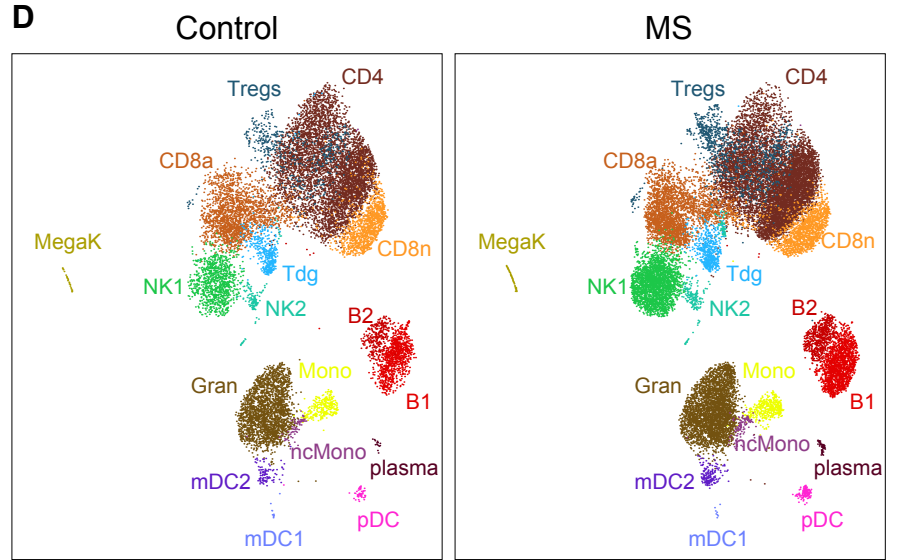 D
Control
MS
CD4
Tregs
CD8a
MegaK
CD8n
Tdg
NK1
NK2
B2
Mono
Gran
B1
ncMono
plasma
mDC2
pDC
mDC1
CD4
Tregs
CD8a
MegaK
CD8n
Tdg
NK1
NK2
B2
Mono
Gran
B1
ncMono
plasma
mDC2
pDC
mDC1